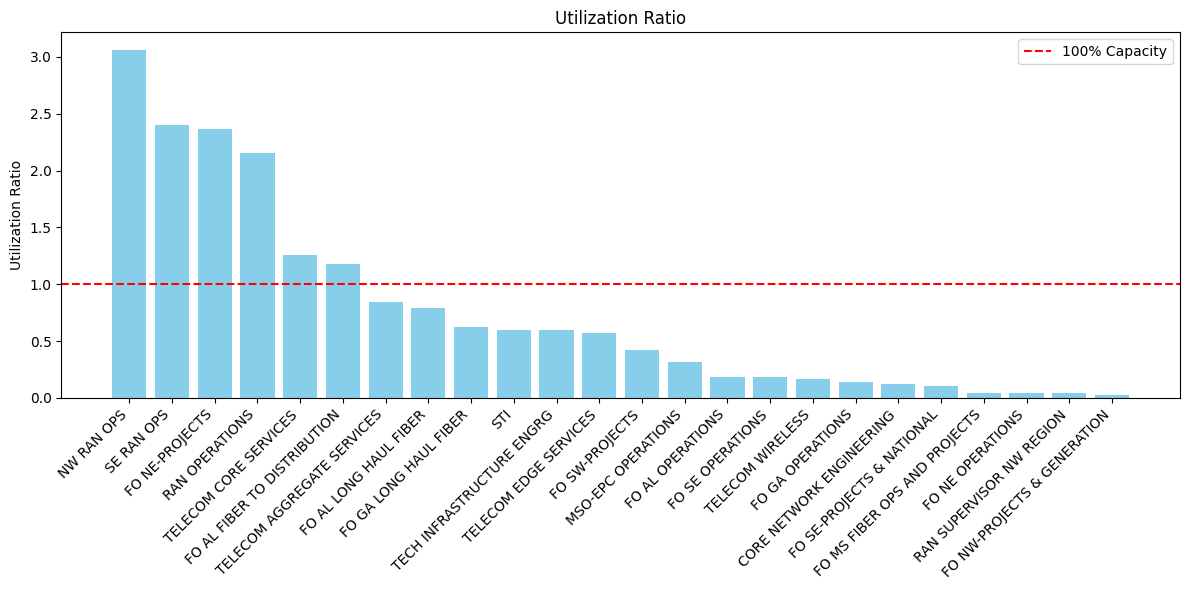 Utilization Ratio
100% Capacity
Utilization Ratio
3.0
2.5
2.0
1.5
1.0
0.5
0.0
NW RAN OPS
SE RAN OPS
FO NE-PROJECTS
RAN OPERATIONS
TELECOM CORE SERVICES
FO AL FIBER TO DISTRIBUTION
TELECOM AGGREGATE SERVICES
FO AL LONG HAUL FIBER
FO GA LONG HAUL FIBER
STI
TECH INFRASTRUCTURE ENGRG
TELECOM EDGE SERVICES
FO SW-PROJECTS
MSO-EPC OPERATIONS
FO AL OPERATIONS
FO SE OPERATIONS
TELECOM WIRELESS
FO GA OPERATIONS
CORE NETWORK ENGINEERING
FO SE-PROJECTS & NATIONAL
FO MS FIBER OPS AND PROJECTS
FO NE OPERATIONS
RAN SUPERVISOR NW REGION
FO NW-PROJECTS & GENERATION